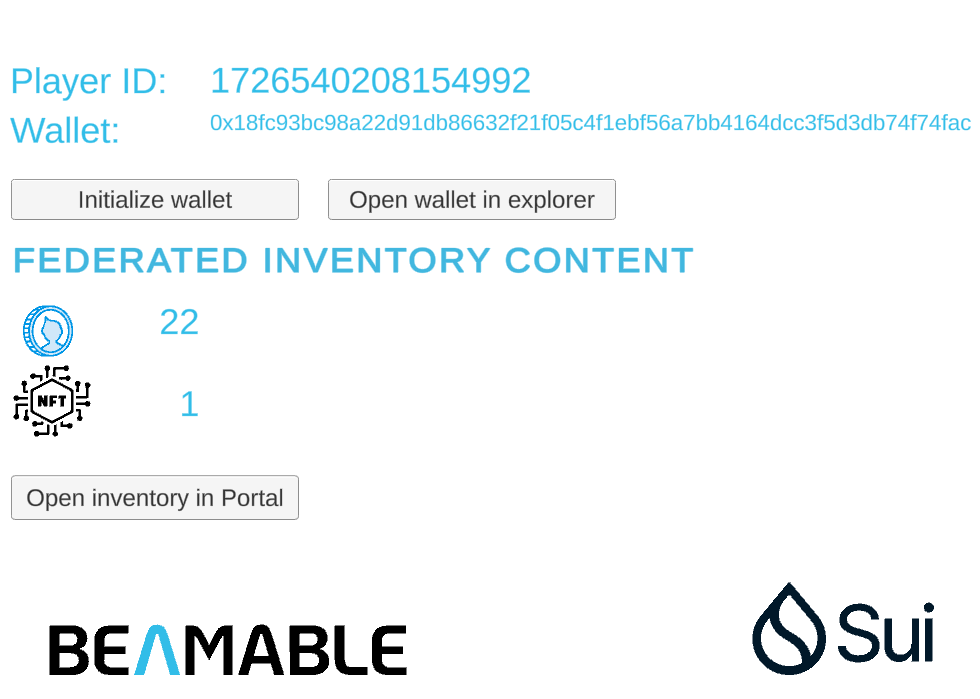 Player ID: 1726540208154992
Wallet: 0x18fc93bc98a22d91db86632f21f05c4f1ebf56a7bb4164dcc3f5d3db74f74fac
Initialize wallet Open wallet in explorer
FEDERATED INVENTORY CONTENT
22
NFT 1
Open inventory in Portal
BEAMABLE Sui